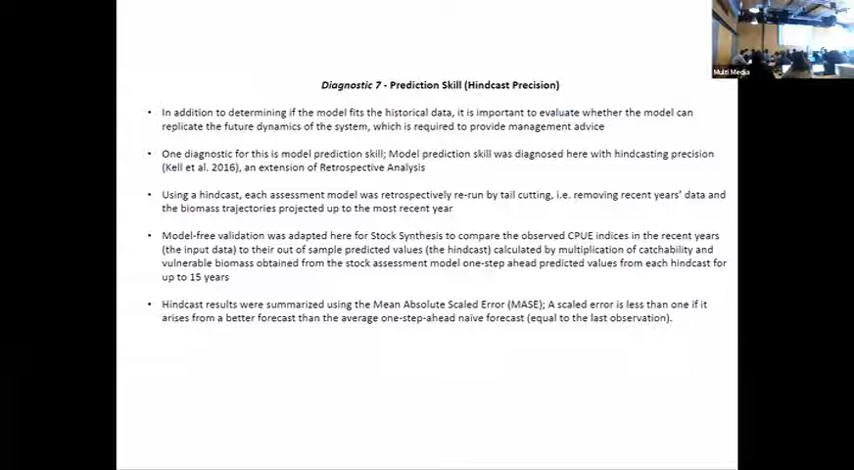 Multi Media
Diagnostic 7 - Prediction Skill (Hindcast Precision)
• In addition to determining if the model fits the historical data, it is important to evaluate whether the model can
replicate the future dynamics of the system, which is required to provide management advice
• One diagnostic for this is model prediction skill; Model prediction skill was diagnosed here with hindcasting precision
(Kell et al. 2016), an extension of Retrospective Analysis
• Using a hindcast, each assessment model was retrospectively re-run by tail cutting, i.e. removing recent years' data and
the biomass trajectories projected up to the most recent year
• Model-free validation was adapted here for Stock Synthesis to compare the observed CPUE indices in the recent years
(the input data) to their out of sample predicted values (the hindcast) calculated by multiplication of catchability and
vulnerable biomass obtained from the stock assessment model one-step ahead predicted values from each hindcast for
up to 15 years
• Hindcast results were summarized using the Mean Absolute Scaled Error (MASE); A scaled error is less than one if it
arises from a better forecast than the average one-step-ahead naïve forecast (equal to the last observation).